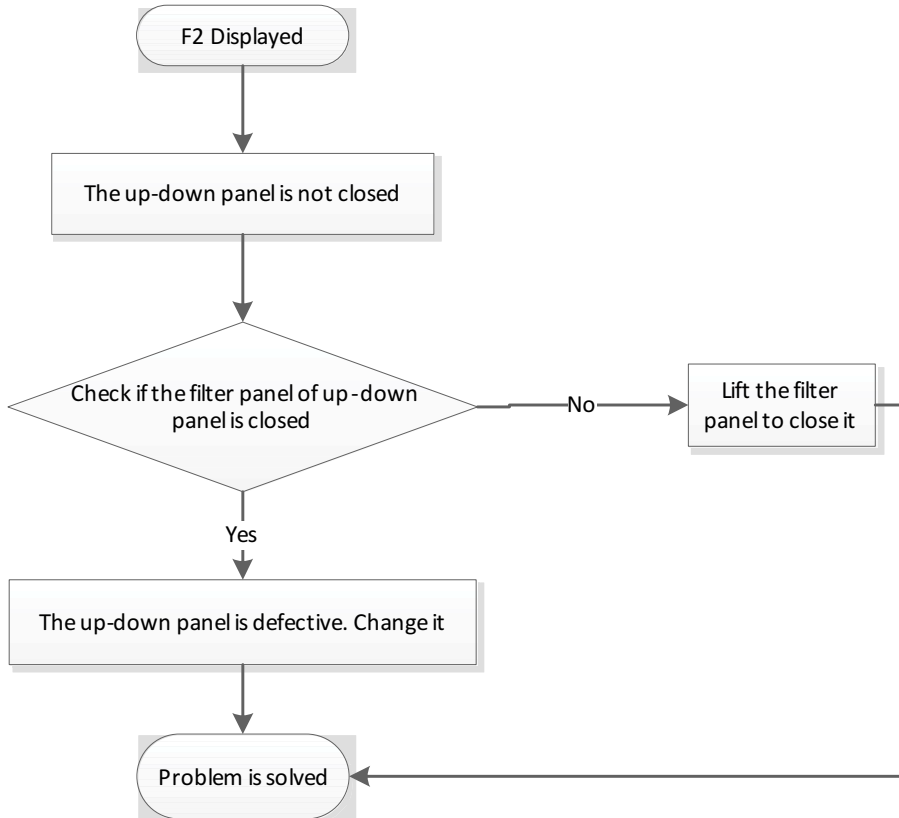 F2 Displayed
The up-down panel is not closed
Check if the filter panel of up-down
panel is closed
No
Lift the filter
panel to close it
Yes
The up-down panel is defective. Change it
Problem is solved